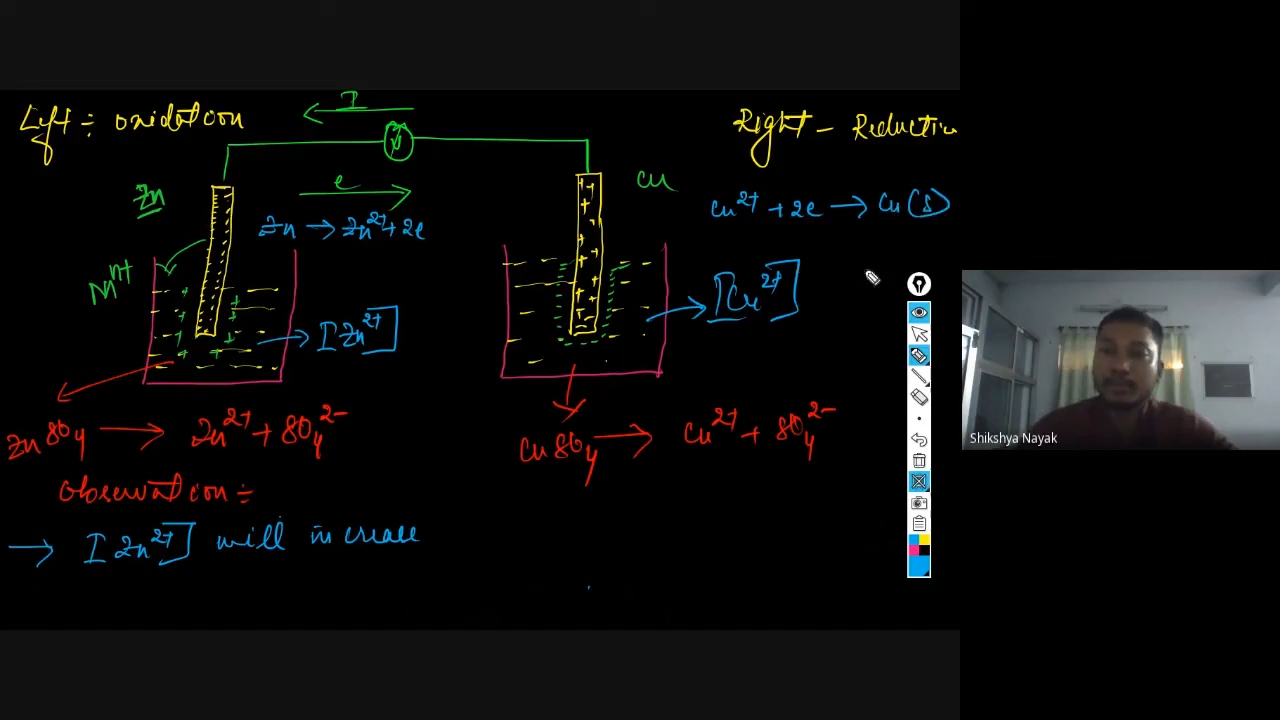 Left ÷ oxidation
I
V
Right - Reduction
e
Zn
Cu
Cu²⁺ + 2e → Cu(s)
Zn → Zn²⁺ + 2e
Mⁿ⁺
[Cu²⁺]
[Zn²⁺]
ZnSO₄ → Zn²⁺ + SO₄²⁻
CuSO₄ → Cu²⁺ + SO₄²⁻
Observation ÷
→ [Zn²⁺] will increase
Shikshya Nayak